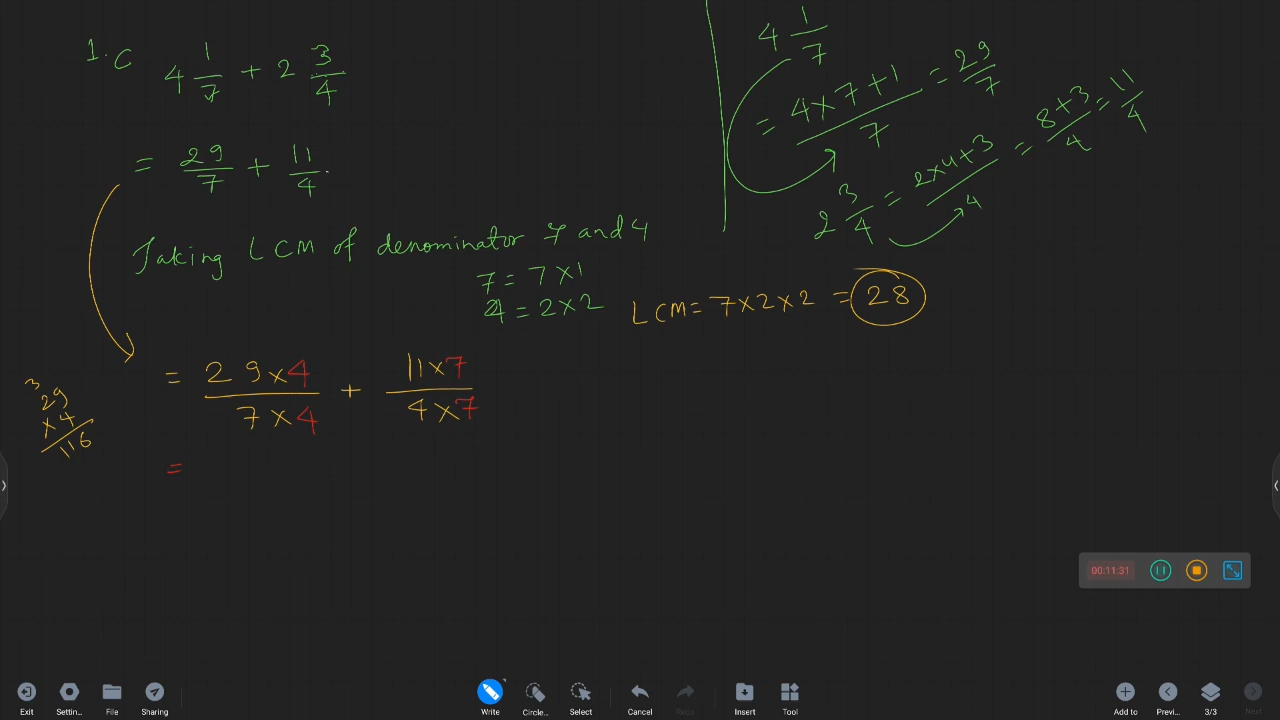 1. c 4 1/7 + 2 3/4
= 29/7 + 11/4
Taking LCM of denominator 7 and 4
7 = 7 × 1
4 = 2 × 2
LCM = 7 × 2 × 2 = 28
= 29 × 4 / 7 × 4 + 11 × 7 / 4 × 7
=
3
29
× 4
116
4 1/7
= 4 × 7 + 1 / 7 = 29/7
2 3/4 = 2 × 4 + 3 / 4 = 8 + 3 / 4 = 11/4
00:11:31
Exit
Settin...
File
Sharing
Write
Circle...
Select
Cancel
Redo
Insert
Tool
Add to
Previ...
3/3
Next